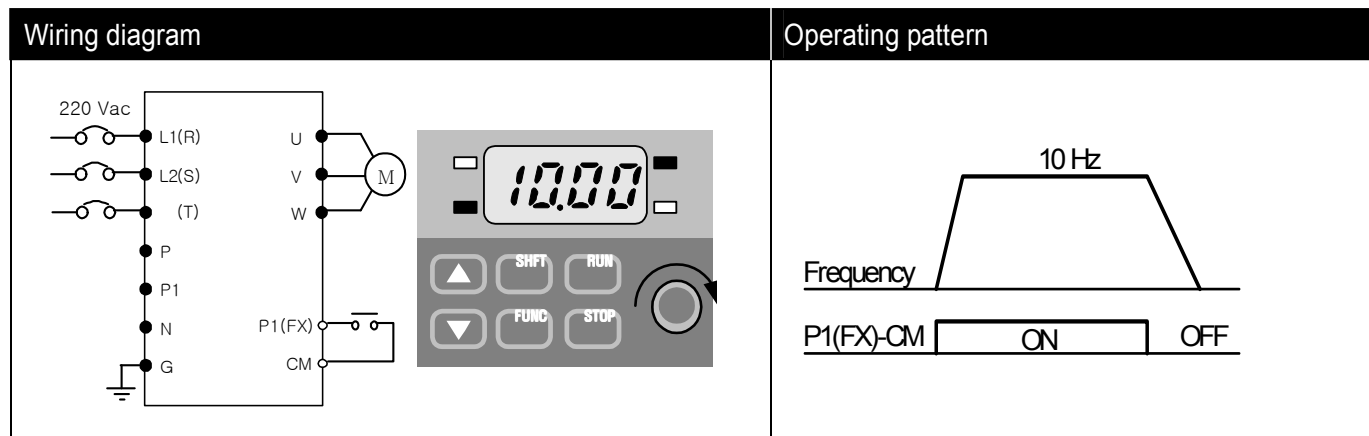 Wiring diagram
Operating pattern
220 Vac
L1(R)
L2(S)
(T)
P
P1
N
G
U
V
W
M
P1(FX)
CM
10.00
SHFT
RUN
FUNC
STOP
10 Hz
Frequency
P1(FX)-CM
ON
OFF